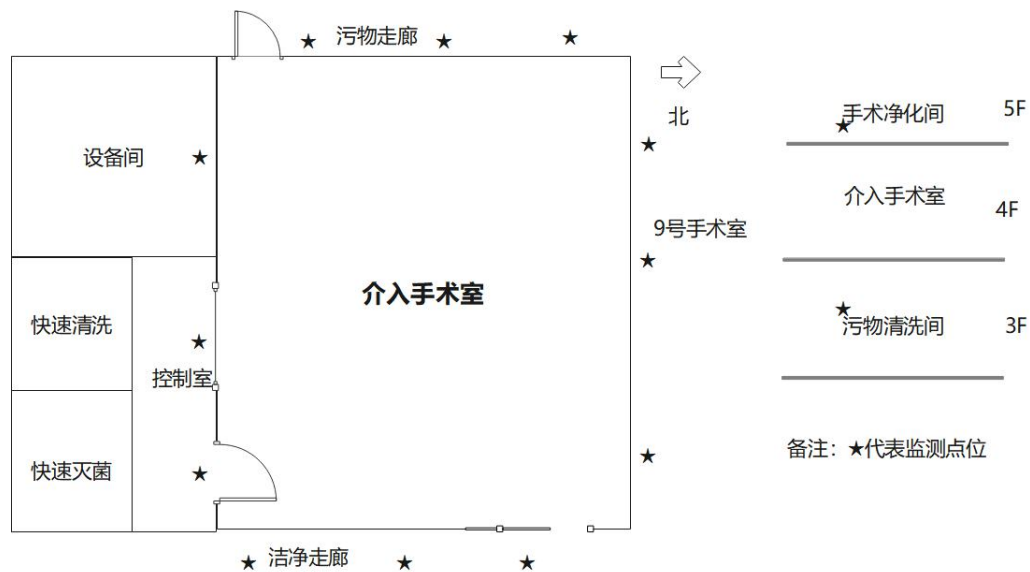 污物走廊
北
手术净化间
5F
设备间
介入手术室
4F
9号手术室
介入手术室
快速清洗
污物清洗间
3F
控制室
快速灭菌
备注：★代表监测点位
洁净走廊